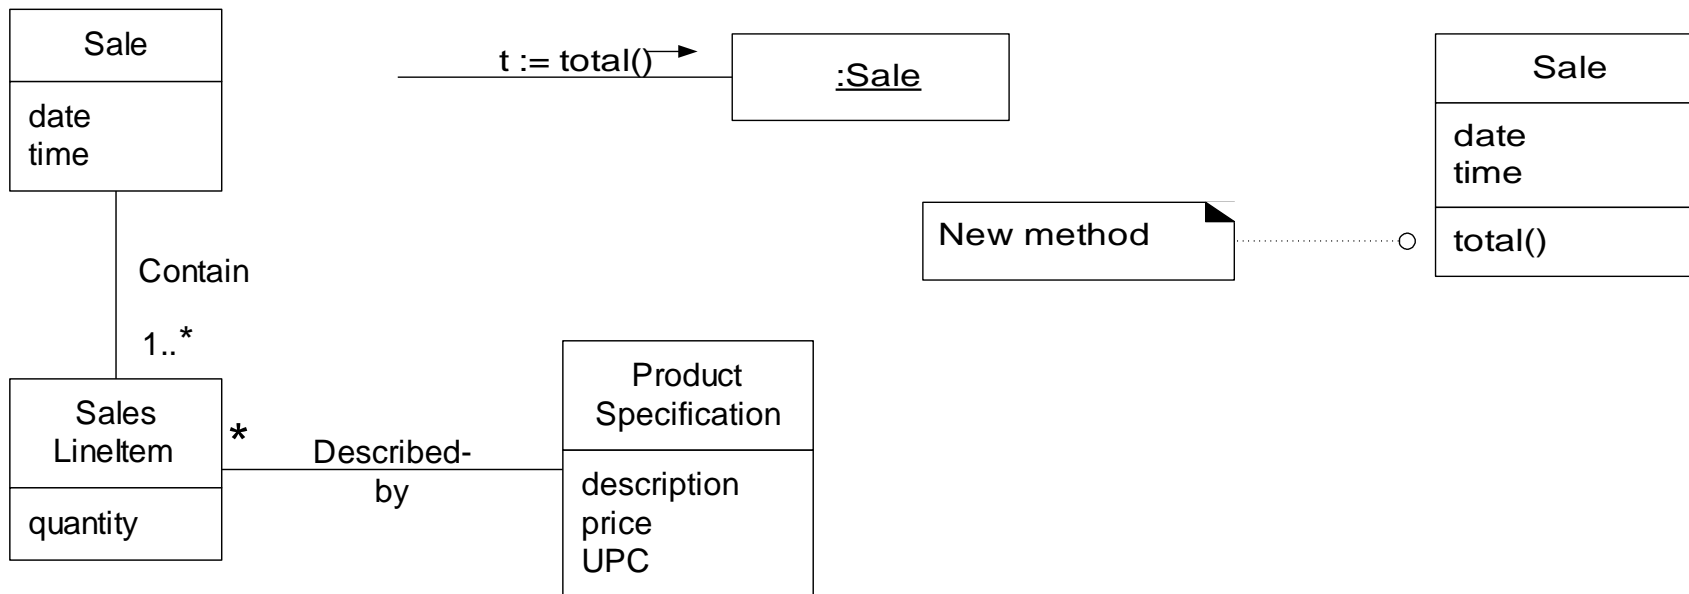 Sale
date
time
Contain
1..*
Sales
LineItem
quantity
*
Described-
by
Product
Specification
description
price
UPC
t := total()
:Sale
New method
Sale
date
time
total()